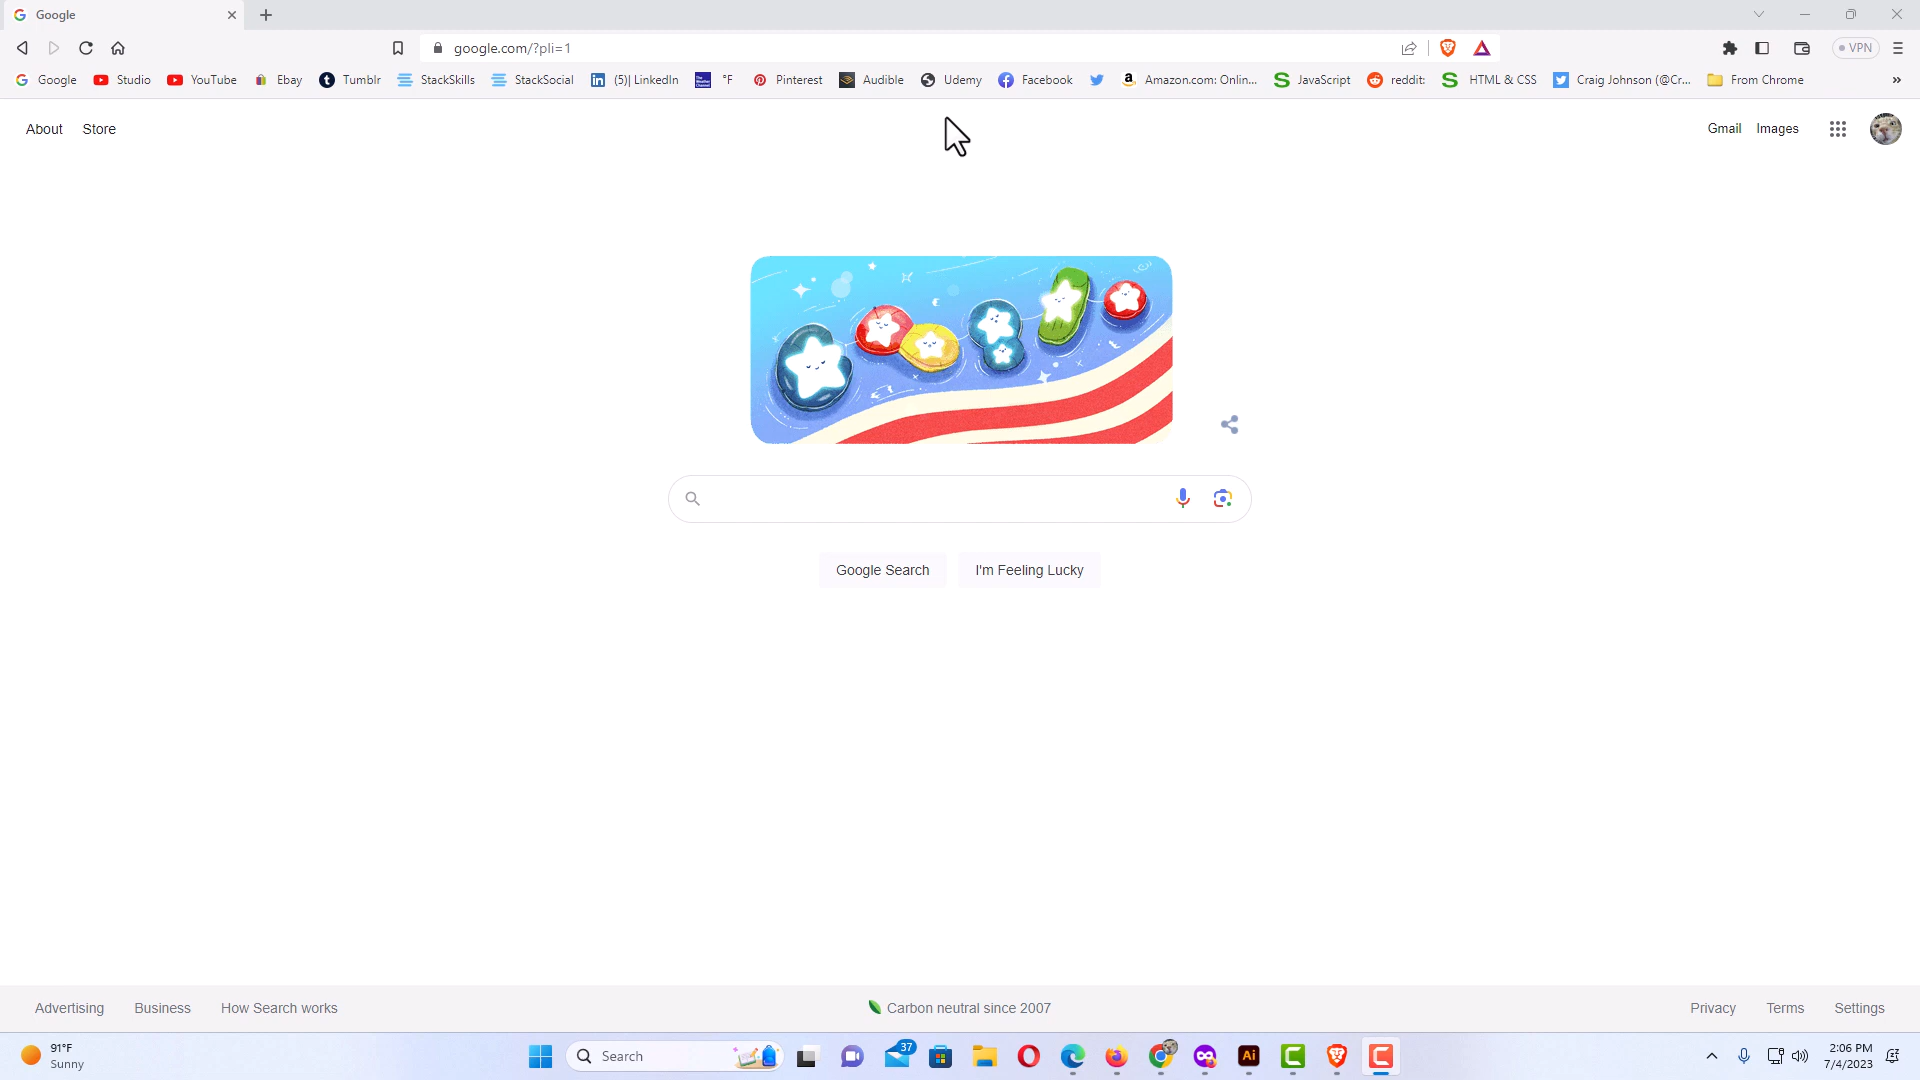 Google
google.com/?pli=1
VPN
Google Studio YouTube Ebay Tumblr StackSkills StackSocial (5)| LinkedIn °F Pinterest Audible Udemy Facebook Amazon.com: Onlin... JavaScript reddit: HTML & CSS Craig Johnson (@Cr... From Chrome
About Store
Gmail Images
Google Search I'm Feeling Lucky
Advertising Business How Search works
Carbon neutral since 2007
Privacy Terms Settings
91°F
Sunny
Search
37
Ai
2:06 PM
7/4/2023